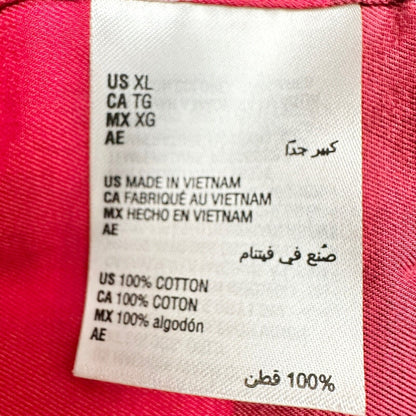 US XL
CA TG
MX XG
AE
كبير جدًا
US MADE IN VIETNAM
CA FABRIQUÉ AU VIETNAM
MX HECHO EN VIETNAM
AE
صُنع في فيتنام
US 100% COTTON
CA 100% COTON
MX 100% algodón
AE
100% قطن